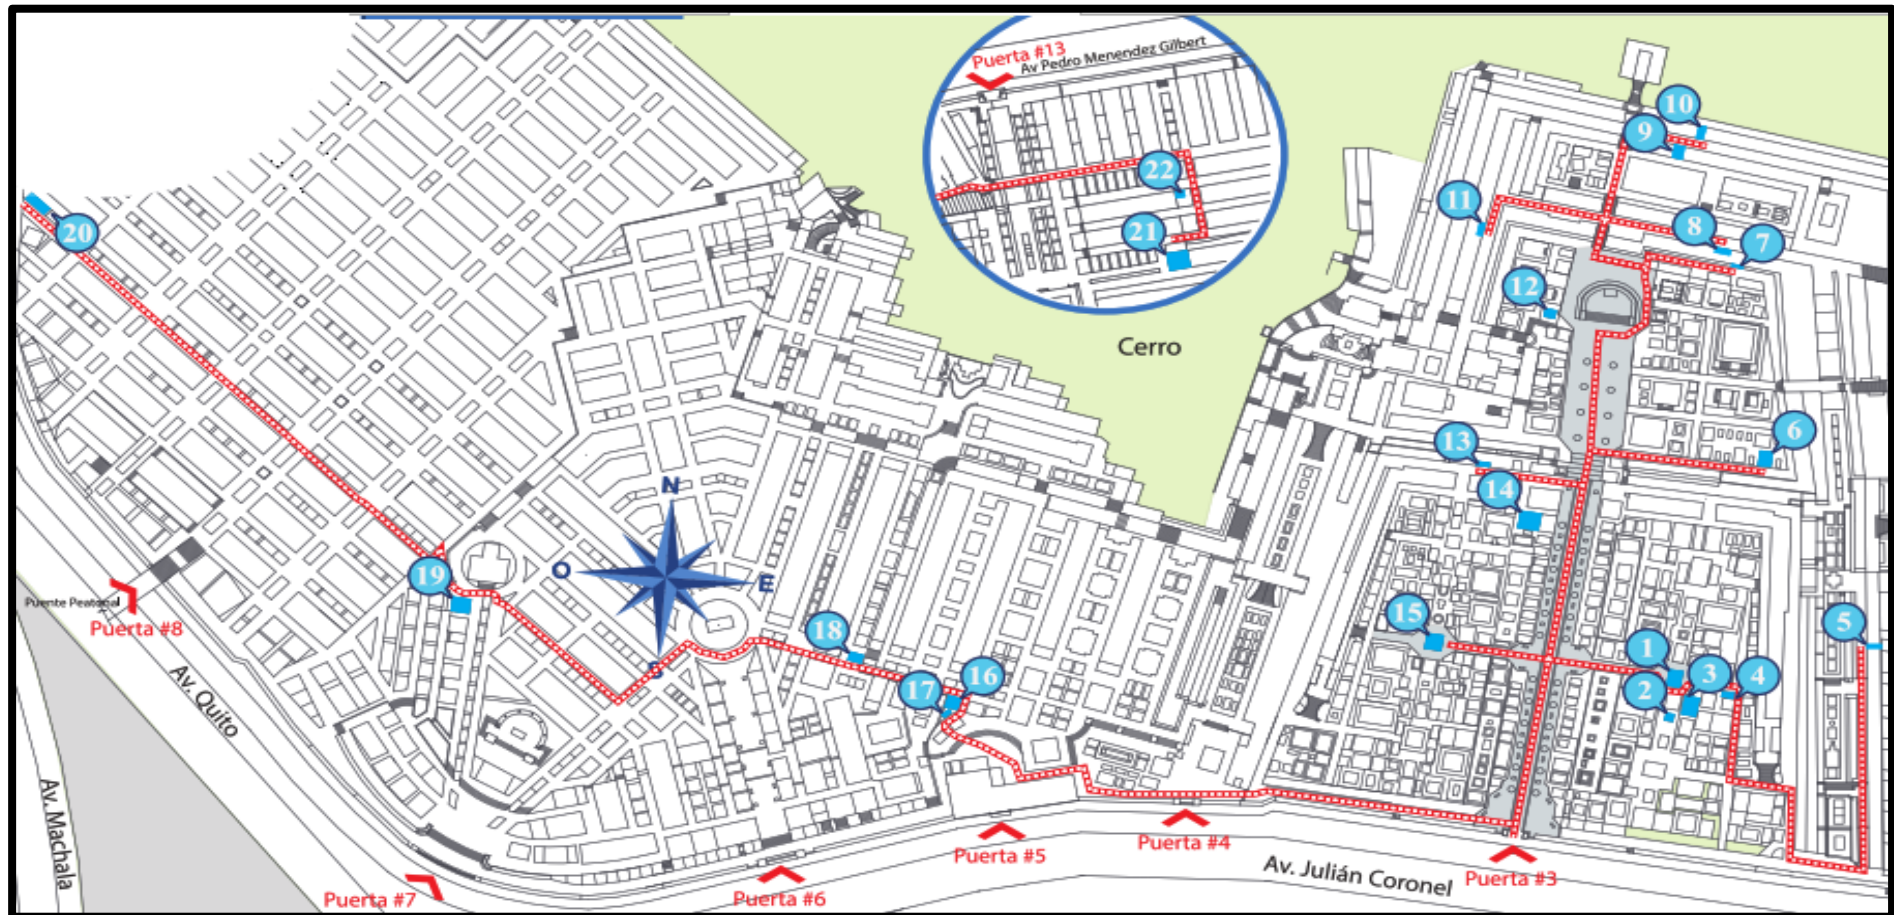 Puerta #13
Av Pedro Menendez Gilbert
10
9
22
11
20
21
8
7
12
Cerro
6
13
N
14
O
E
19
Puente Peatonal
Puerta #8
18
15
5
S
1
16
3
4
17
2
Av. Quito
Av. Machala
Puerta #4
Puerta #5
Av. Julián Coronel
Puerta #3
Puerta #7
Puerta #6